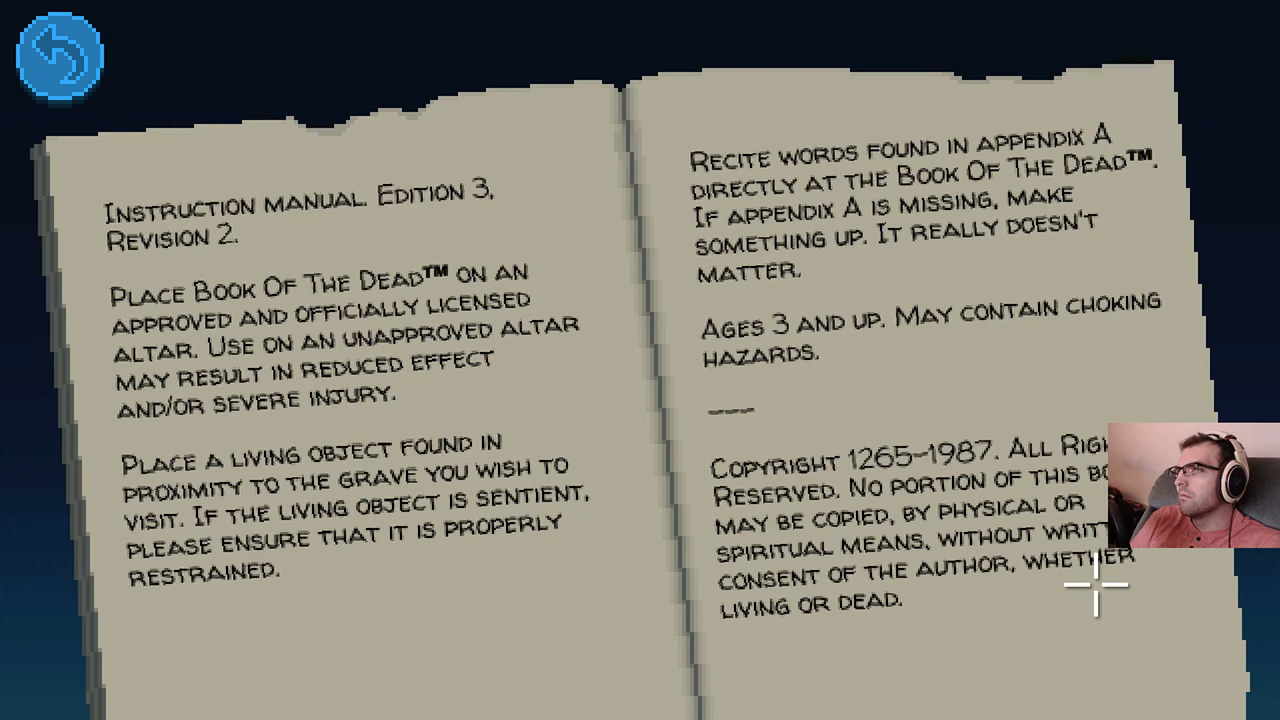 Instruction manual. Edition 3,
Revision 2.
Place Book Of The Dead™ on an
approved and officially licensed
altar. Use on an unapproved altar
may result in reduced effect
and/or severe injury.
Place a living object found in
proximity to the grave you wish to
visit. If the living object is sentient,
please ensure that it is properly
restrained.
Recite words found in appendix A
directly at the Book Of The Dead™.
If appendix A is missing, make
something up. It really doesn't
matter.
Ages 3 and up. May contain choking
hazards.
---
Copyright 1265-1987. All
Reserved. No portion of this
may be copied, by physical or
spiritual means, without
consent of the author, whether
living or dead.